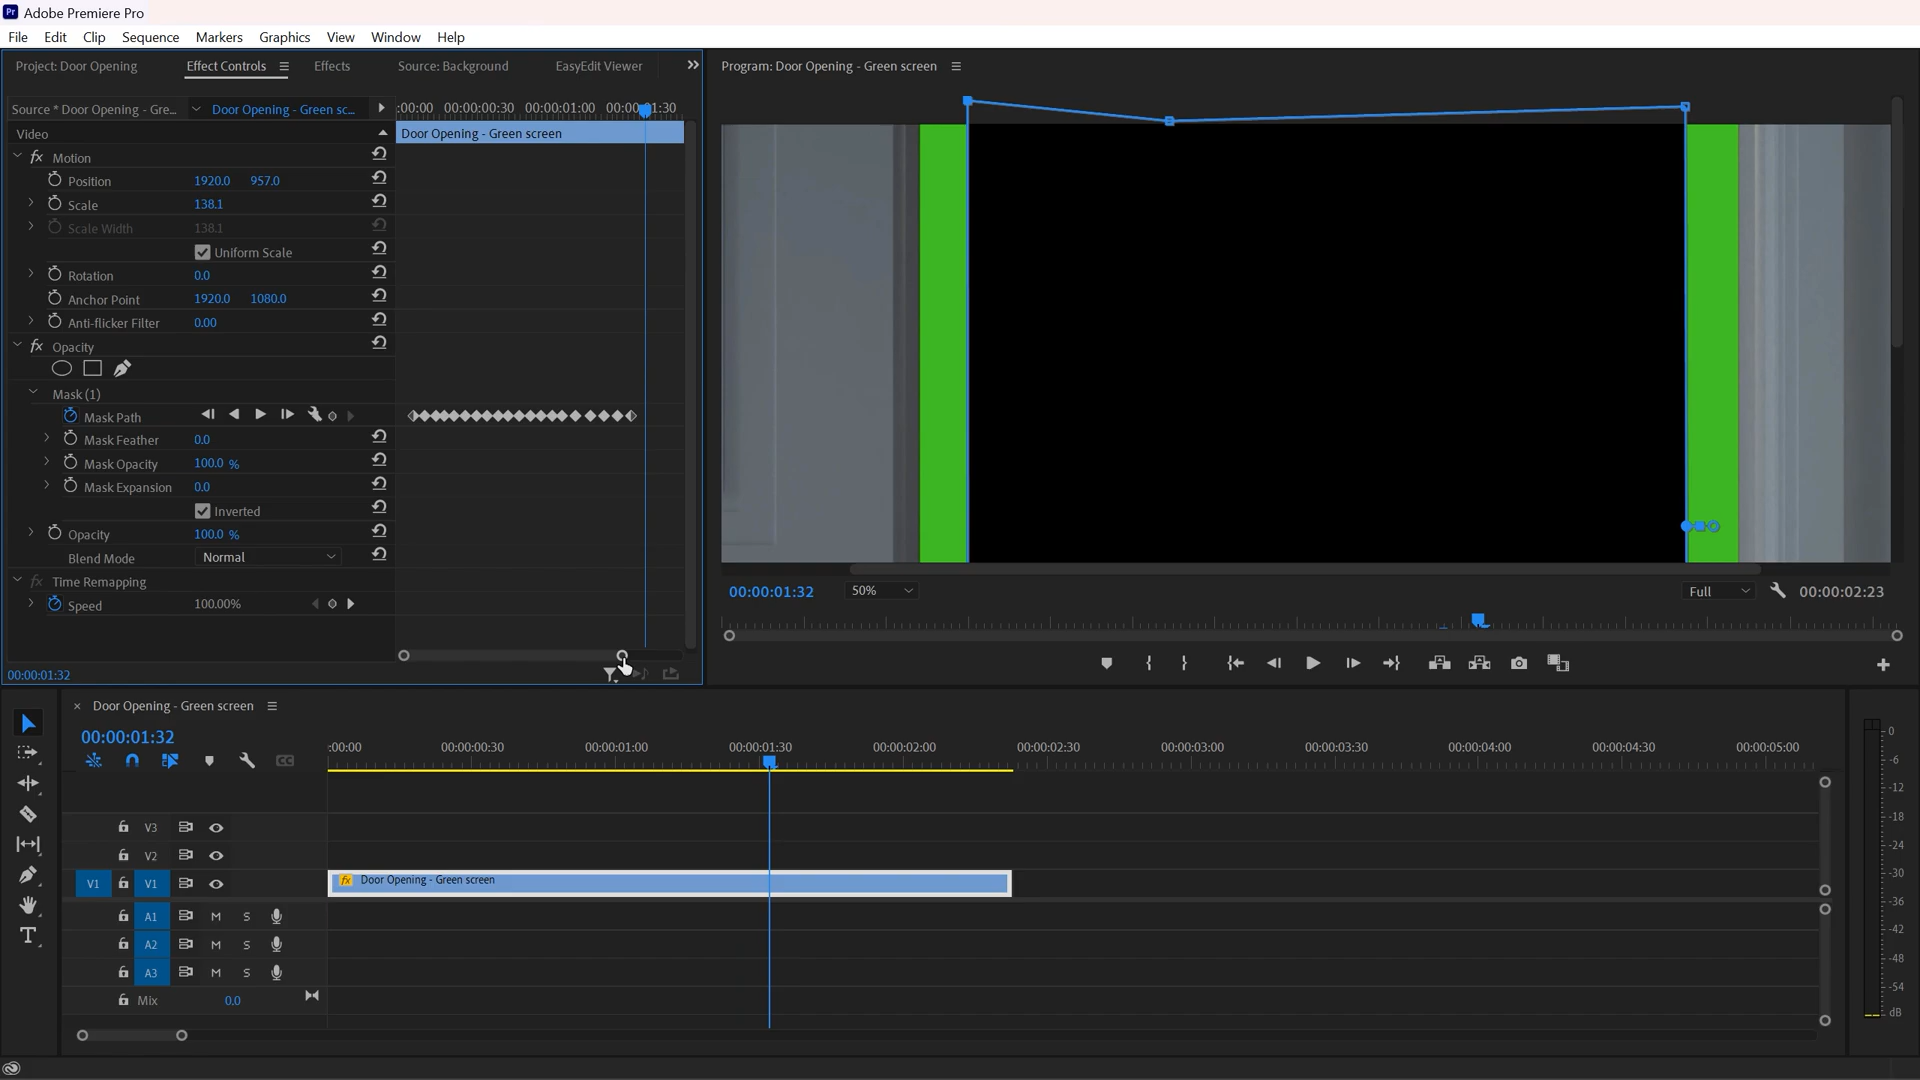 Pr Adobe Premiere Pro
File Edit Clip Sequence Markers Graphics View Window Help
Project: Door Opening Effect Controls Effects Source: Background EasyEdit Viewer
Program: Door Opening - Green screen
Source * Door Opening - Gre... Door Opening - Green sc... :00:00 00:00:00:30 00:00:01:00
Video Door Opening - Green screen
fx Motion
Position 1920.0 957.0
Scale 138.1
Scale Width 138.1
Uniform Scale
Rotation 0.0
Anchor Point 1920.0 1080.0
Anti-flicker Filter 0.00
fx Opacity
Mask (1)
Mask Path
Mask Feather 0.0
Mask Opacity 100.0 %
Mask Expansion 0.0
Inverted
Opacity 100.0 %
Blend Mode Normal
fx Time Remapping
Speed 100.00%
00:00:01:32 50% Full 00:00:02:23
00:00:01:32
× Door Opening - Green screen
00:00:01:32
:00:00 00:00:00:30 00:00:01:00 00:00:01:30 00:00:02:00 00:00:02:30 00:00:03:00 00:00:03:30 00:00:04:00 00:00:04:30 00:00:05:00
CC
V3
V2
V1 V1 fx Door Opening - Green screen
A1 M S
A2 M S
A3 M S
Mix 0.0
T
0
-6
-12
-18
-24
-30
-36
-42
-48
-54
dB